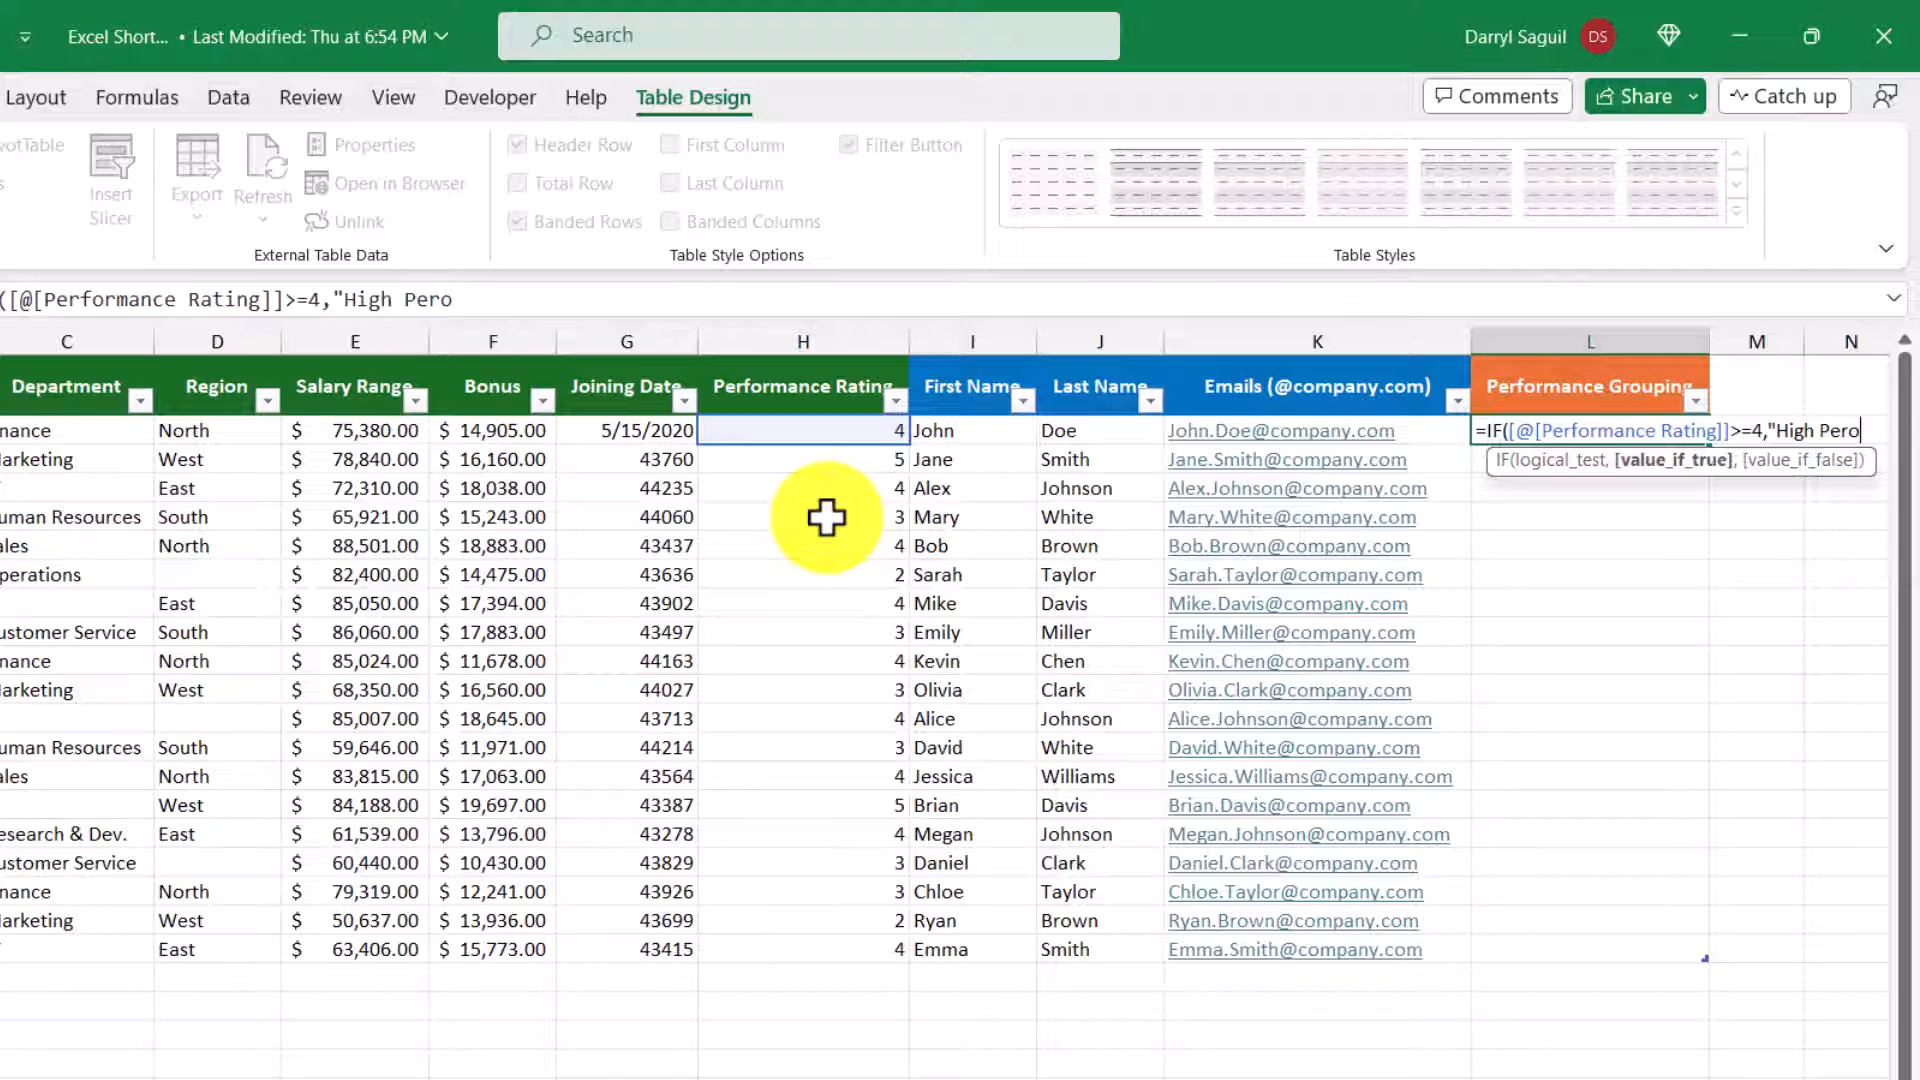 Excel Short... • Last Modified: Thu at 6:54 PM
Search
Darryl Saguil
DS
Layout Formulas Data Review View Developer Help Table Design
Comments
Share
Catch up
votTable
s
Insert
Slicer
Export
Refresh
Properties
Open in Browser
Unlink
External Table Data
Header Row First Column Filter Button
Total Row Last Column
Banded Rows Banded Columns
Table Style Options
Table Styles
([@[Performance Rating]]>=4,"High Pero
C D E F G H I J K L M N
Department Region Salary Range Bonus Joining Date Performance Rating First Name Last Name Emails (@company.com) Performance Grouping
nance North $ 75,380.00 $ 14,905.00 5/15/2020 4 John Doe John.Doe@company.com =IF([@[Performance Rating]]>=4,"High Pero
arketing West $ 78,840.00 $ 16,160.00 43760 5 Jane Smith Jane.Smith@company.com IF(logical_test, [value_if_true], [value_if_false])
East $ 72,310.00 $ 18,038.00 44235 4 Alex Johnson Alex.Johnson@company.com
uman Resources South $ 65,921.00 $ 15,243.00 44060 3 Mary White Mary.White@company.com
ales North $ 88,501.00 $ 18,883.00 43437 4 Bob Brown Bob.Brown@company.com
perations $ 82,400.00 $ 14,475.00 43636 2 Sarah Taylor Sarah.Taylor@company.com
East $ 85,050.00 $ 17,394.00 43902 4 Mike Davis Mike.Davis@company.com
ustomer Service South $ 86,060.00 $ 17,883.00 43497 3 Emily Miller Emily.Miller@company.com
nance North $ 85,024.00 $ 11,678.00 44163 4 Kevin Chen Kevin.Chen@company.com
arketing West $ 68,350.00 $ 16,560.00 44027 3 Olivia Clark Olivia.Clark@company.com
$ 85,007.00 $ 18,645.00 43713 4 Alice Johnson Alice.Johnson@company.com
uman Resources South $ 59,646.00 $ 11,971.00 44214 3 David White David.White@company.com
ales North $ 83,815.00 $ 17,063.00 43564 4 Jessica Williams Jessica.Williams@company.com
West $ 84,188.00 $ 19,697.00 43387 5 Brian Davis Brian.Davis@company.com
esearch & Dev. East $ 61,539.00 $ 13,796.00 43278 4 Megan Johnson Megan.Johnson@company.com
ustomer Service $ 60,440.00 $ 10,430.00 43829 3 Daniel Clark Daniel.Clark@company.com
nance North $ 79,319.00 $ 12,241.00 43926 3 Chloe Taylor Chloe.Taylor@company.com
arketing West $ 50,637.00 $ 13,936.00 43699 2 Ryan Brown Ryan.Brown@company.com
East $ 63,406.00 $ 15,773.00 43415 4 Emma Smith Emma.Smith@company.com